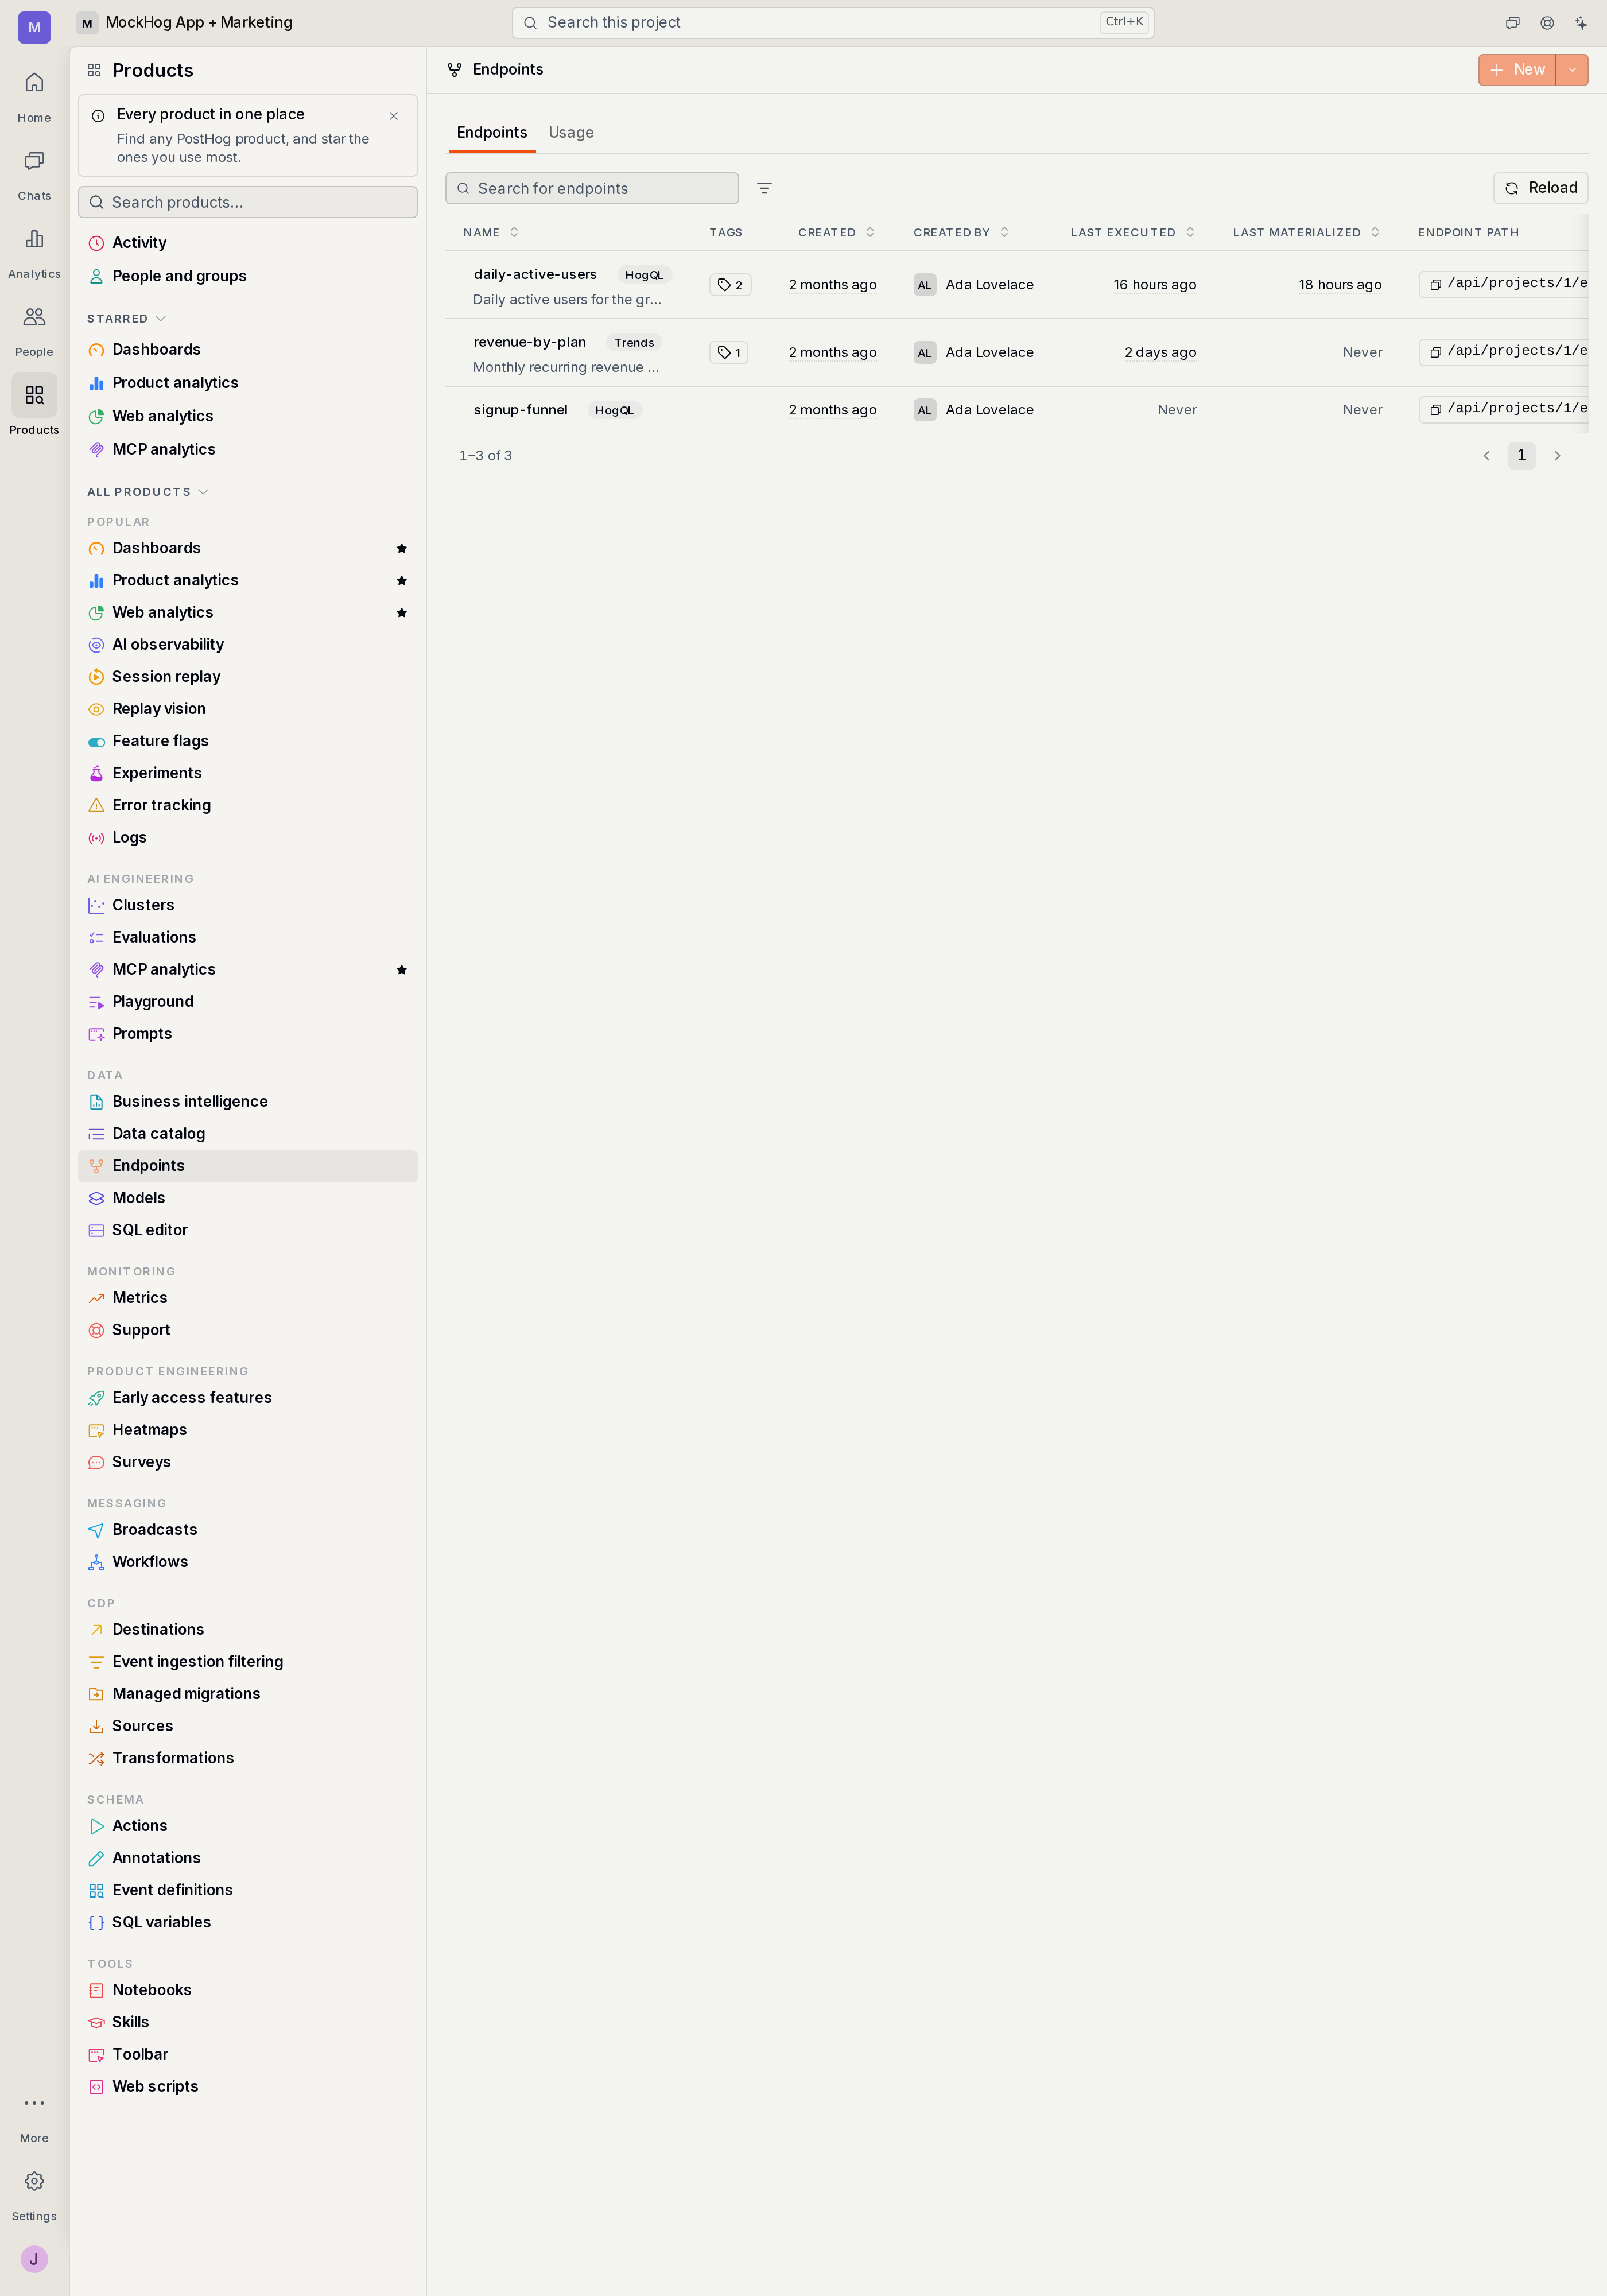 M
M MockHog App + Marketing
Search this project
Ctrl+K
Home
Chats
Analytics
People
Products
More
Settings
J
Products
Every product in one place
Find any PostHog product, and star the
ones you use most.
Search products...
Activity
People and groups
STARRED
Dashboards
Product analytics
Web analytics
MCP analytics
ALL PRODUCTS
POPULAR
Dashboards
Product analytics
Web analytics
AI observability
Session replay
Replay vision
Feature flags
Experiments
Error tracking
Logs
AI ENGINEERING
Clusters
Evaluations
MCP analytics
Playground
Prompts
DATA
Business intelligence
Data catalog
Endpoints
Models
SQL editor
MONITORING
Metrics
Support
PRODUCT ENGINEERING
Early access features
Heatmaps
Surveys
MESSAGING
Broadcasts
Workflows
CDP
Destinations
Event ingestion filtering
Managed migrations
Sources
Transformations
SCHEMA
Actions
Annotations
Event definitions
SQL variables
TOOLS
Notebooks
Skills
Toolbar
Web scripts
Endpoints
New
Endpoints Usage
Search for endpoints
Reload
NAME TAGS CREATED CREATED BY LAST EXECUTED LAST MATERIALIZED ENDPOINT PATH
daily-active-users HogQL 2 2 months ago AL Ada Lovelace 16 hours ago 18 hours ago /api/projects/1/e
Daily active users for the gr...
revenue-by-plan Trends 1 2 months ago AL Ada Lovelace 2 days ago Never /api/projects/1/e
Monthly recurring revenue ...
signup-funnel HogQL 2 months ago AL Ada Lovelace Never Never /api/projects/1/e
1–3 of 3
1